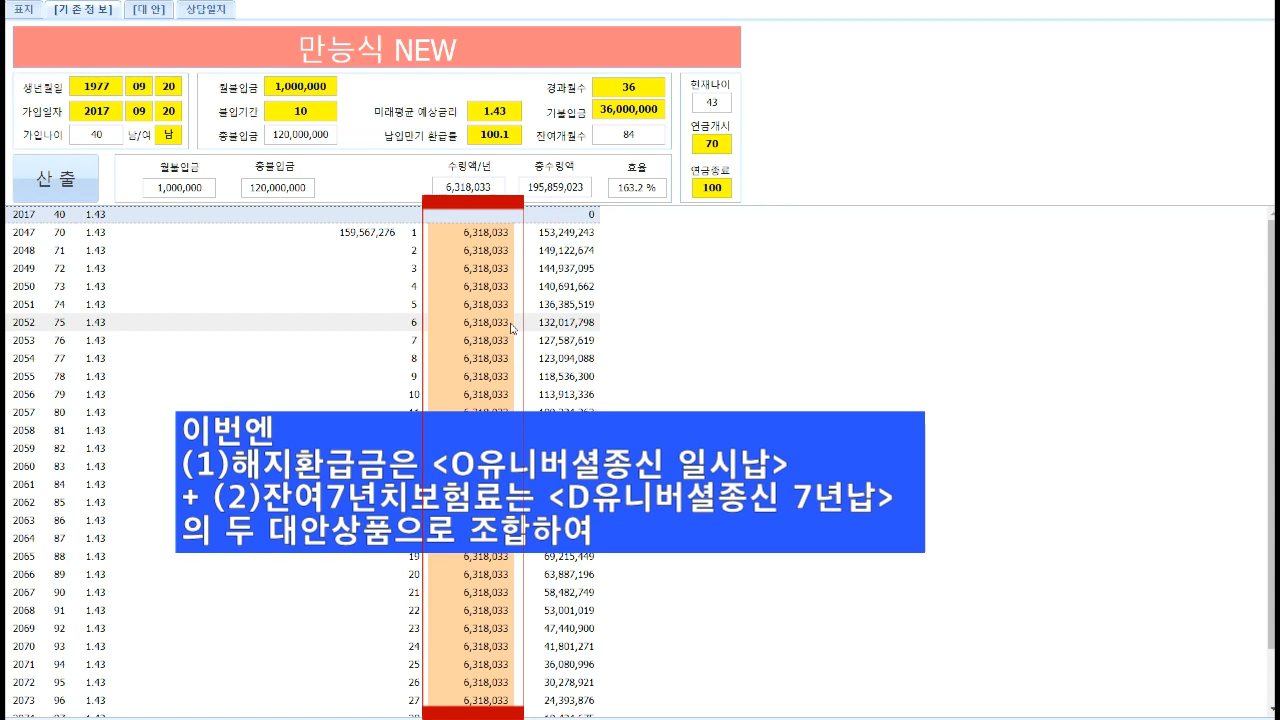 표지 [기 존 정 보] [대 안] 상담일지
만능식 NEW
생년월일 1977 09 20 월불입금 1,000,000 경과월수 36 현재나이
가입일자 2017 09 20 불입기간 10 미래평균 예상금리 1.43 기불입금 36,000,000 43
가입나이 40 남/여 남 총불입금 120,000,000 납입만기 환급률 100.1 잔여개월수 84 연금개시
70
산 출 월불입금 총불입금 수령액/년 총수령액 효율 연금종료
1,000,000 120,000,000 6,318,033 195,859,023 163.2 % 100
2017 40 1.43 0
2047 70 1.43 159,567,276 1 6,318,033 153,249,243
2048 71 1.43 2 6,318,033 149,122,674
2049 72 1.43 3 6,318,033 144,937,095
2050 73 1.43 4 6,318,033 140,691,662
2051 74 1.43 5 6,318,033 136,385,519
2052 75 1.43 6 6,318,033 132,017,798
2053 76 1.43 7 6,318,033 127,587,619
2054 77 1.43 8 6,318,033 123,094,088
2055 78 1.43 9 6,318,033 118,536,300
2056 79 1.43 10 6,318,033 113,913,336
2057 80 1.43
2058 81 1.43
2059 82 1.43
2060 83 1.43
2061 84 1.43
2062 85 1.43
2063 86 1.43
2064 87 1.43
이번엔
(1)해지환급금은 <O유니버셜종신 일시납>
+ (2)잔여7년치보험료는 <D유니버셜종신 7년납>
의 두 대안상품으로 조합하여
2065 88 1.43 19 6,318,033 69,215,449
2066 89 1.43 20 6,318,033 63,887,196
2067 90 1.43 21 6,318,033 58,482,749
2068 91 1.43 22 6,318,033 53,001,019
2069 92 1.43 23 6,318,033 47,440,900
2070 93 1.43 24 6,318,033 41,801,271
2071 94 1.43 25 6,318,033 36,080,996
2072 95 1.43 26 6,318,033 30,278,921
2073 96 1.43 27 6,318,033 24,393,876